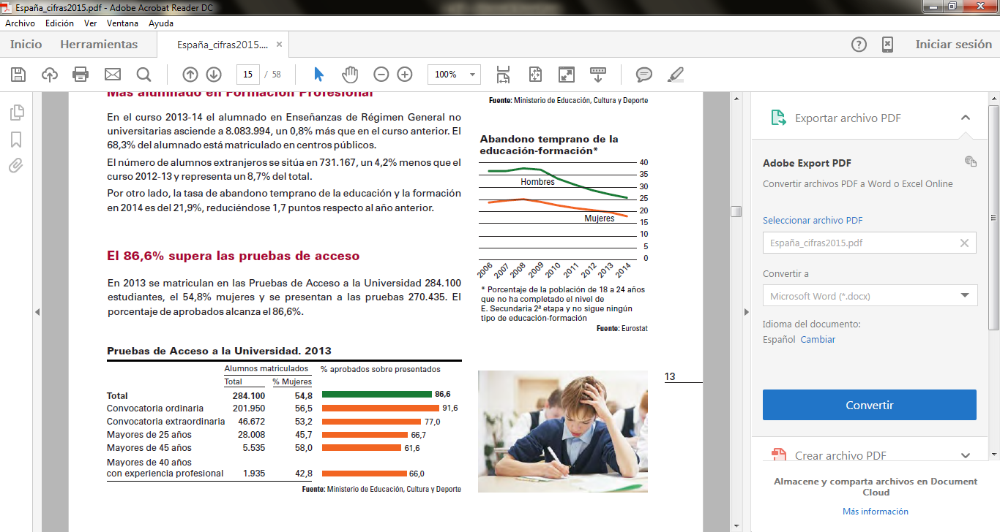 España_cifras2015.pdf - Adobe Acrobat Reader DC
Archivo Edición Ver Ventana Ayuda
Inicio Herramientas España_cifras2015.... × Iniciar sesión
15 / 58 100%
Más alumnado en Formación Profesional
En el curso 2013-14 el alumnado en Enseñanzas de Régimen General no
universitarias asciende a 8.083.994, un 0,8% más que en el curso anterior. El
68,3% del alumnado está matriculado en centros públicos.
El número de alumnos extranjeros se sitúa en 731.167, un 4,2% menos que el
curso 2012-13 y representa un 8,7% del total.
Por otro lado, la tasa de abandono temprano de la educación y la formación
en 2014 es del 21,9%, reduciéndose 1,7 puntos respecto al año anterior.
El 86,6% supera las pruebas de acceso
En 2013 se matriculan en las Pruebas de Acceso a la Universidad 284.100
estudiantes, el 54,8% mujeres y se presentan a las pruebas 270.435. El
porcentaje de aprobados alcanza el 86,6%.
Pruebas de Acceso a la Universidad. 2013
Alumnos matriculados % aprobados sobre presentados
Total % Mujeres
Total 284.100 54,8 86,6
Convocatoria ordinaria 201.950 56,5 91,6
Convocatoria extraordinaria 46.672 53,2 77,0
Mayores de 25 años 28.008 45,7 66,7
Mayores de 45 años 5.535 58,0 61,6
Mayores de 40 años
con experiencia profesional 1.935 42,8 66,0
Fuente: Ministerio de Educación, Cultura y Deporte
Fuente: Ministerio de Educación, Cultura y Deporte
Abandono temprano de la
educación-formación*
40
35
Hombres
30
25
20
Mujeres
15
10
5
0
2006 2007 2008 2009 2010 2011 2012 2013 2014
* Porcentaje de la población de 18 a 24 años
que no ha completado el nivel de
E. Secundaria 2ª etapa y no sigue ningún
tipo de educación-formación
Fuente: Eurostat
13
Exportar archivo PDF
Adobe Export PDF
Convertir archivos PDF a Word o Excel Online
Seleccionar archivo PDF
España_cifras2015.pdf
Convertir a
Microsoft Word (*.docx)
Idioma del documento:
Español Cambiar
Convertir
Crear archivo PDF
Almacene y comparta archivos en Document
Cloud
Más información